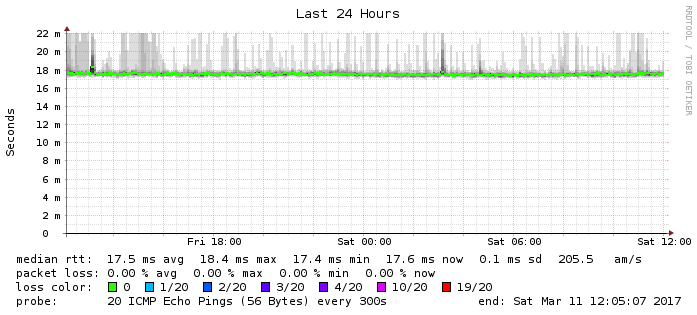 Last 24 Hours
RRDTOOL / TOBI OETIKER
Seconds
22 m
20 m
18 m
16 m
14 m
12 m
10 m
8 m
6 m
4 m
2 m
0
Fri 18:00 Sat 00:00 Sat 06:00 Sat 12:00
median rtt: 17.5 ms avg 18.4 ms max 17.4 ms min 17.6 ms now 0.1 ms sd 205.5 am/s
packet loss: 0.00 % avg 0.00 % max 0.00 % min 0.00 % now
loss color: 0 1/20 2/20 3/20 4/20 10/20 19/20
probe: 20 ICMP Echo Pings (56 Bytes) every 300s end: Sat Mar 11 12:05:07 2017